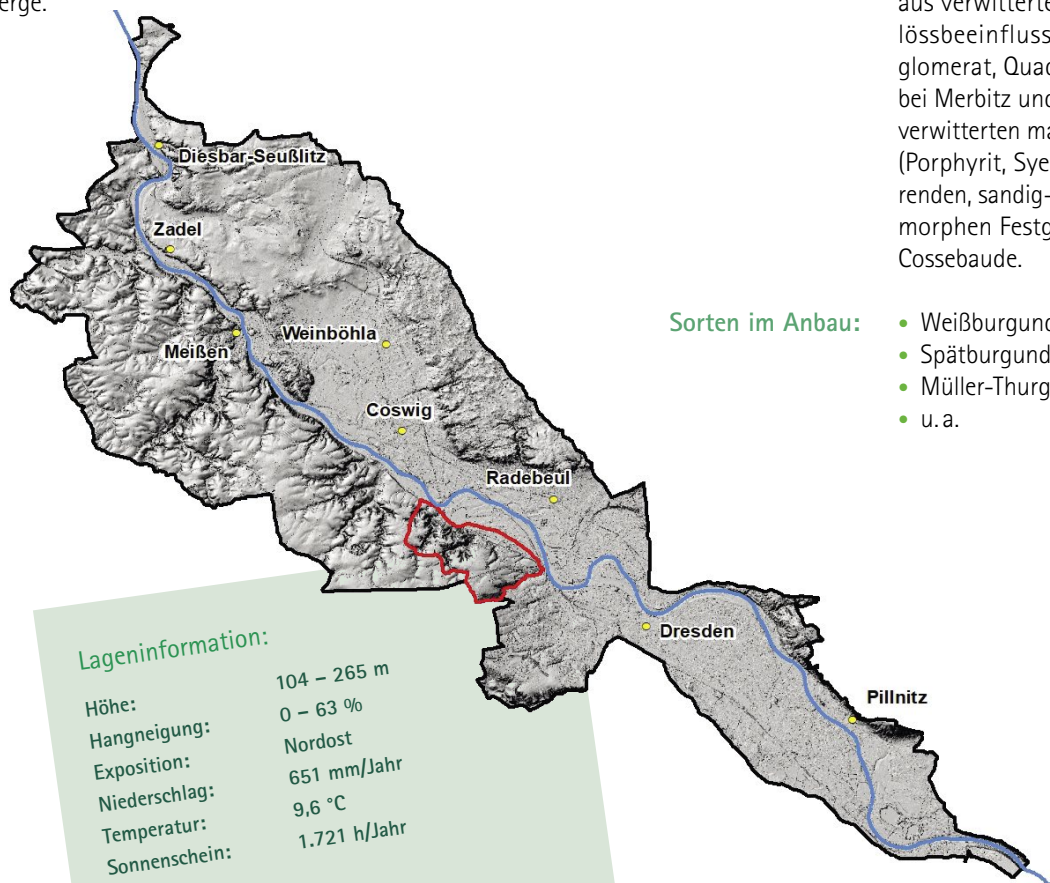 erge.
aus verwitterte
lössbeeinfluss
glomerat, Quad
bei Merbitz und
verwitterten ma
(Porphyrit, Sye
renden, sandig-
morphen Festg
Cossebaude.
Sorten im Anbau:
• Weißburgund
• Spätburgund
• Müller-Thurg
• u. a.
Diesbar-Seußlitz
Zadel
Meißen
Weinböhla
Coswig
Radebeul
Dresden
Pillnitz
Lageninformation:
Höhe: 104 – 265 m
Hangneigung: 0 – 63 %
Exposition: Nordost
Niederschlag: 651 mm/Jahr
Temperatur: 9,6 °C
Sonnenschein: 1.721 h/Jahr